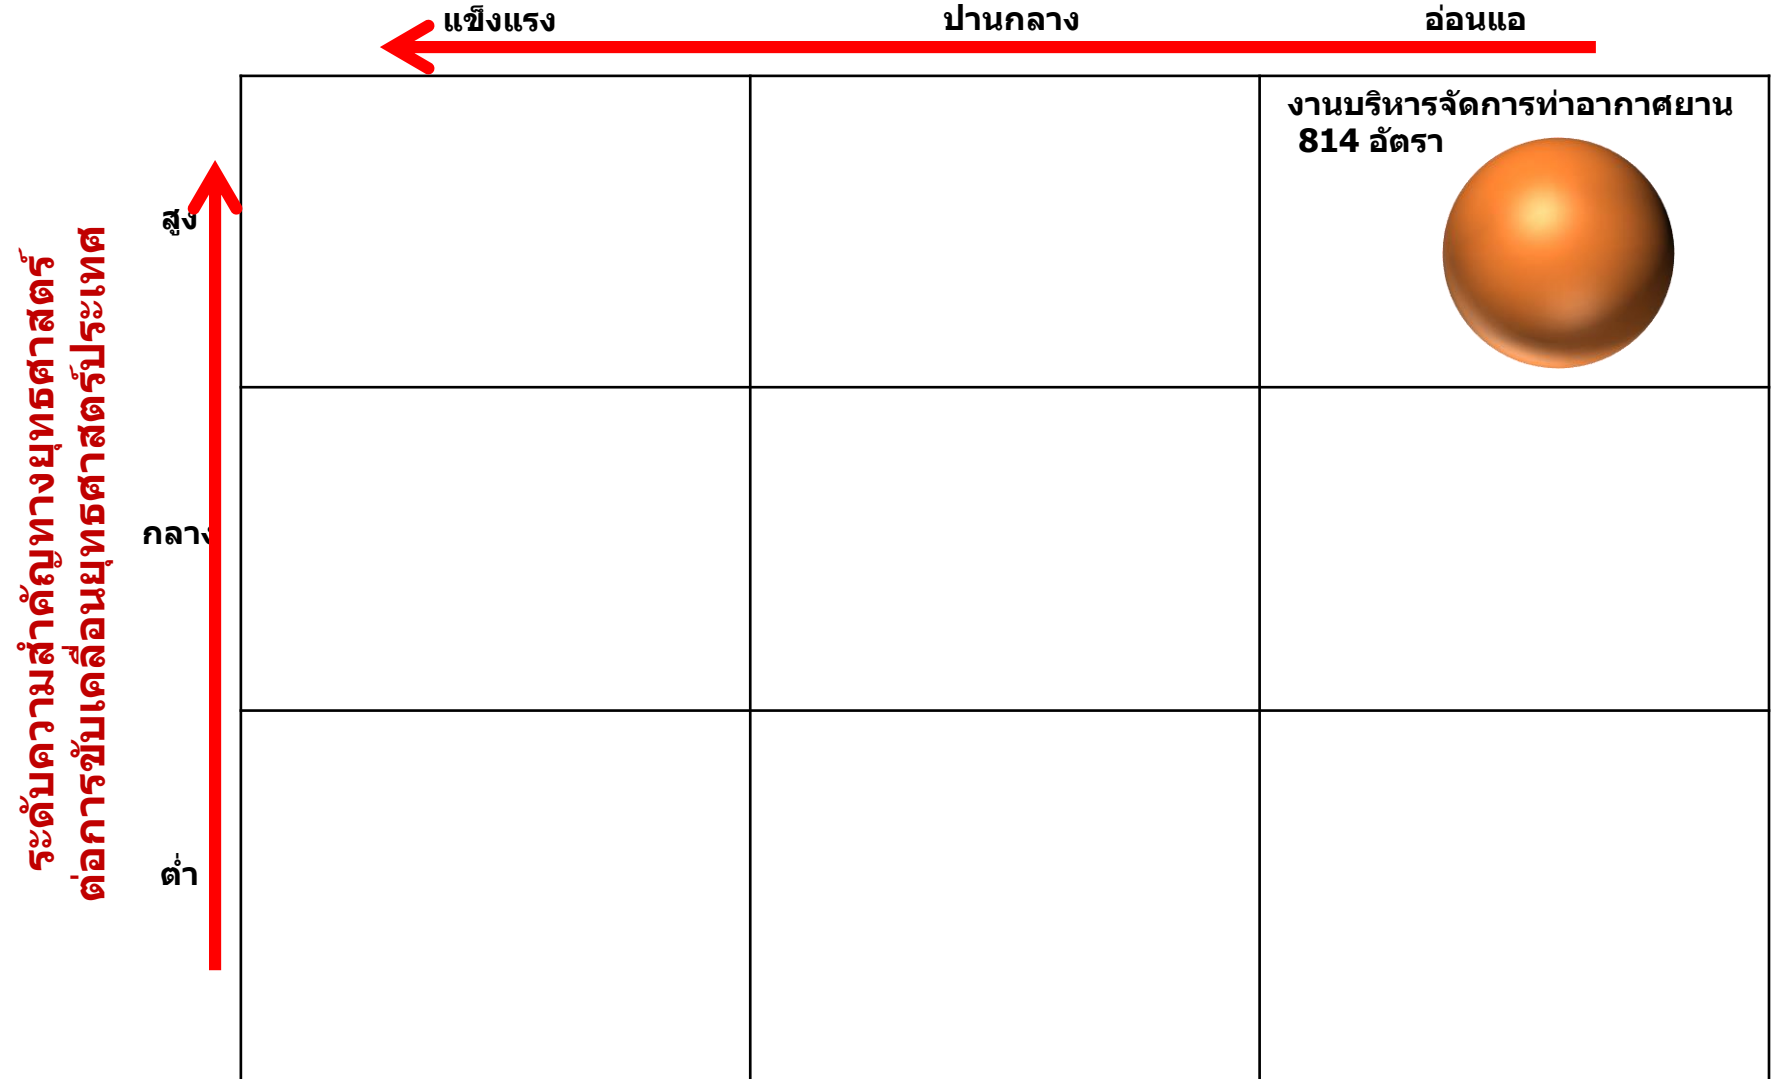 แข็งแรง
ปานกลาง
อ่อนแอ
งานบริหารจัดการท่าอากาศยาน
814 อัตรา
สูง
กลาง
ต่ำ
ระดับความสำคัญทางยุทธศาสตร์
ต่อการขับเคลื่อนยุทธศาสตร์ประเทศ